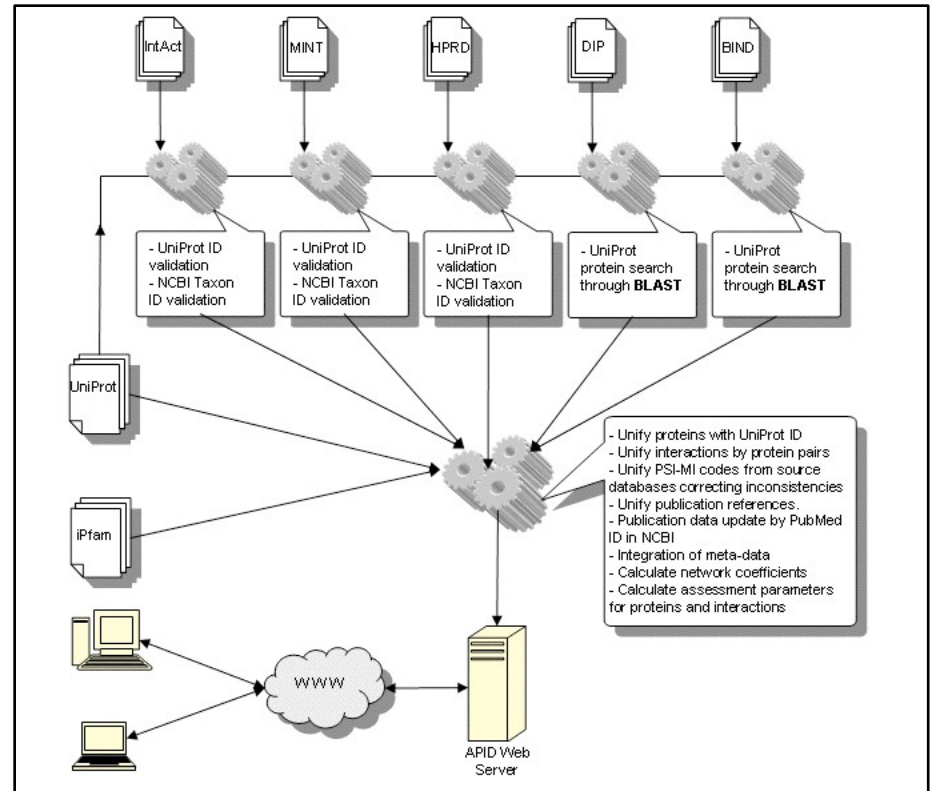 IntAct
MINT
HPRD
DIP
BIND
- UniProt ID
validation
- NCBI Taxon
ID validation
- UniProt ID
validation
- NCBI Taxon
ID validation
- UniProt ID
validation
- NCBI Taxon
ID validation
- UniProt
protein search
through BLAST
- UniProt
protein search
through BLAST
UniProt
iPfam
- Unify proteins with UniProt ID
- Unify interactions by protein pairs
- Unify PSI-MI codes from source
databases correcting inconsistencies
- Unify publication references.
- Publication data update by PubMed
ID in NCBI
- Integration of meta-data
- Calculate network coefficients
- Calculate assessment parameters
for proteins and interactions
WWW
APID Web
Server